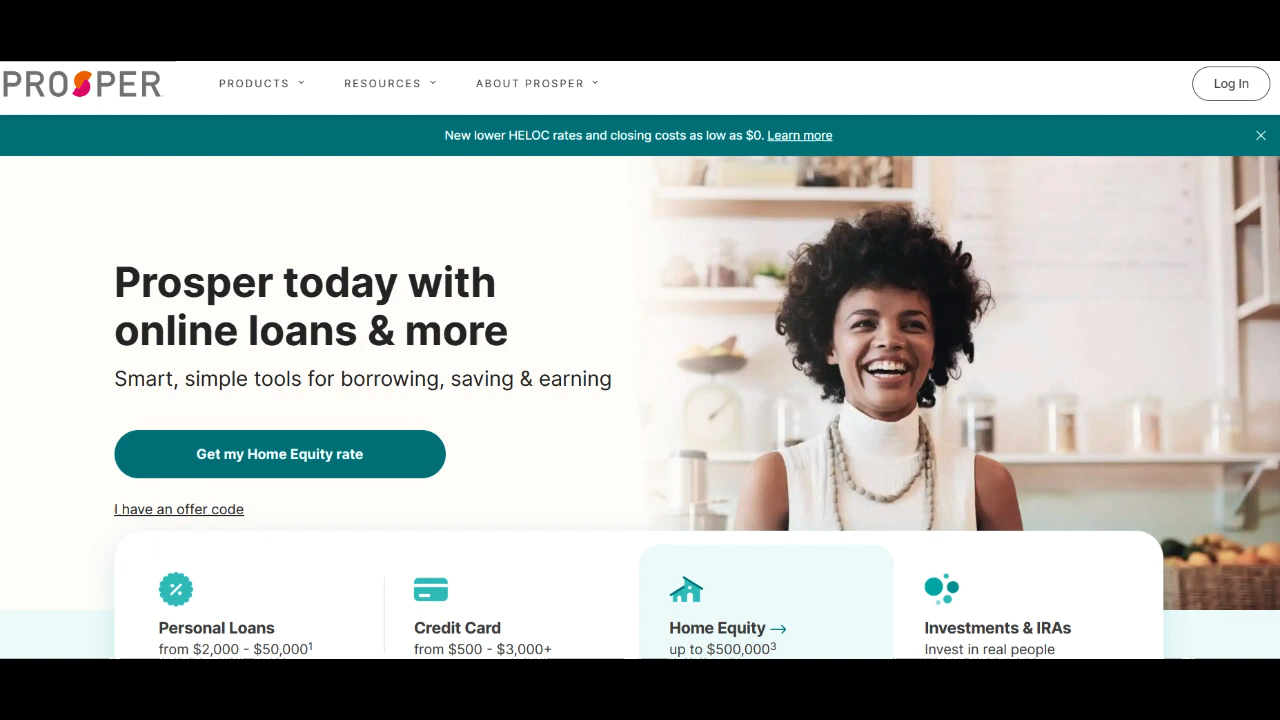 PROSPER
PRODUCTS
RESOURCES
ABOUT PROSPER
Log In
New lower HELOC rates and closing costs as low as $0. Learn more
Prosper today with
online loans & more
Smart, simple tools for borrowing, saving & earning
Get my Home Equity rate
I have an offer code
Personal Loans
from $2,000 - $50,000¹
Credit Card
from $500 - $3,000+
Home Equity →
up to $500,000³
Investments & IRAs
Invest in real people